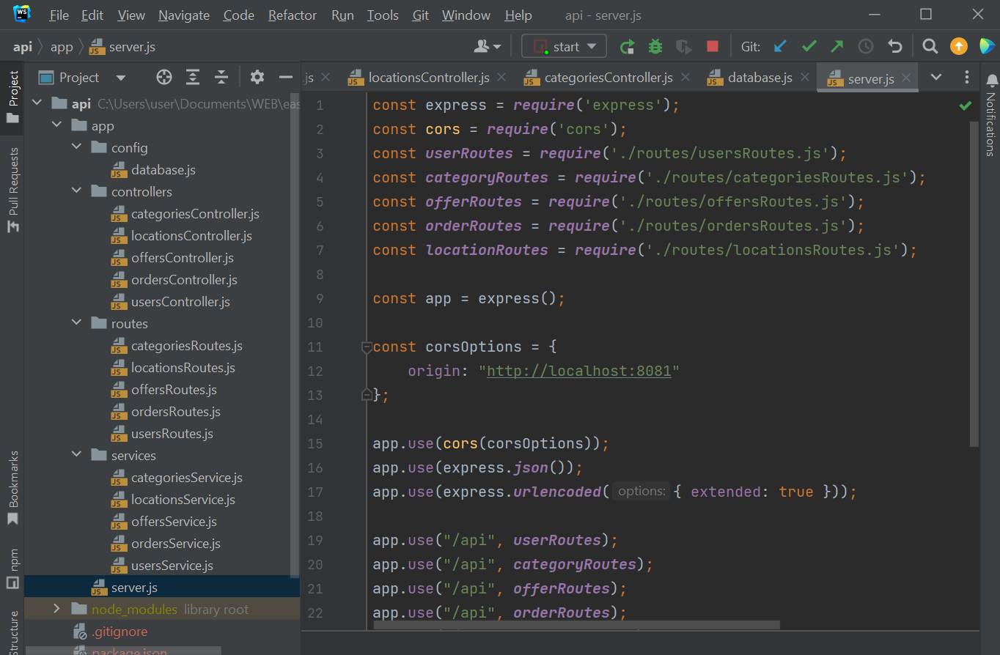 WS File Edit View Navigate Code Refactor Run Tools Git Window Help api - server.js
api app server.js start Git:
Project
Pull Requests
Bookmarks
npm
Structure
Project
.js locationsController.js categoriesController.js database.js server.js
Notifications
api C:\Users\user\Documents\WEB\eas
app
config
database.js
controllers
categoriesController.js
locationsController.js
offersController.js
ordersController.js
usersController.js
routes
categoriesRoutes.js
locationsRoutes.js
offersRoutes.js
ordersRoutes.js
usersRoutes.js
services
categoriesService.js
locationsService.js
offersService.js
ordersService.js
usersService.js
server.js
node_modules library root
.gitignore
package.json
1 const express = require('express');
2 const cors = require('cors');
3 const userRoutes = require('./routes/usersRoutes.js');
4 const categoryRoutes = require('./routes/categoriesRoutes.js');
5 const offerRoutes = require('./routes/offersRoutes.js');
6 const orderRoutes = require('./routes/ordersRoutes.js');
7 const locationRoutes = require('./routes/locationsRoutes.js');
8
9 const app = express();
10
11 const corsOptions = {
12 origin: "http://localhost:8081"
13 };
14
15 app.use(cors(corsOptions));
16 app.use(express.json());
17 app.use(express.urlencoded( options: { extended: true }));
18
19 app.use("/api", userRoutes);
20 app.use("/api", categoryRoutes);
21 app.use("/api", offerRoutes);
22 app.use("/api", orderRoutes);